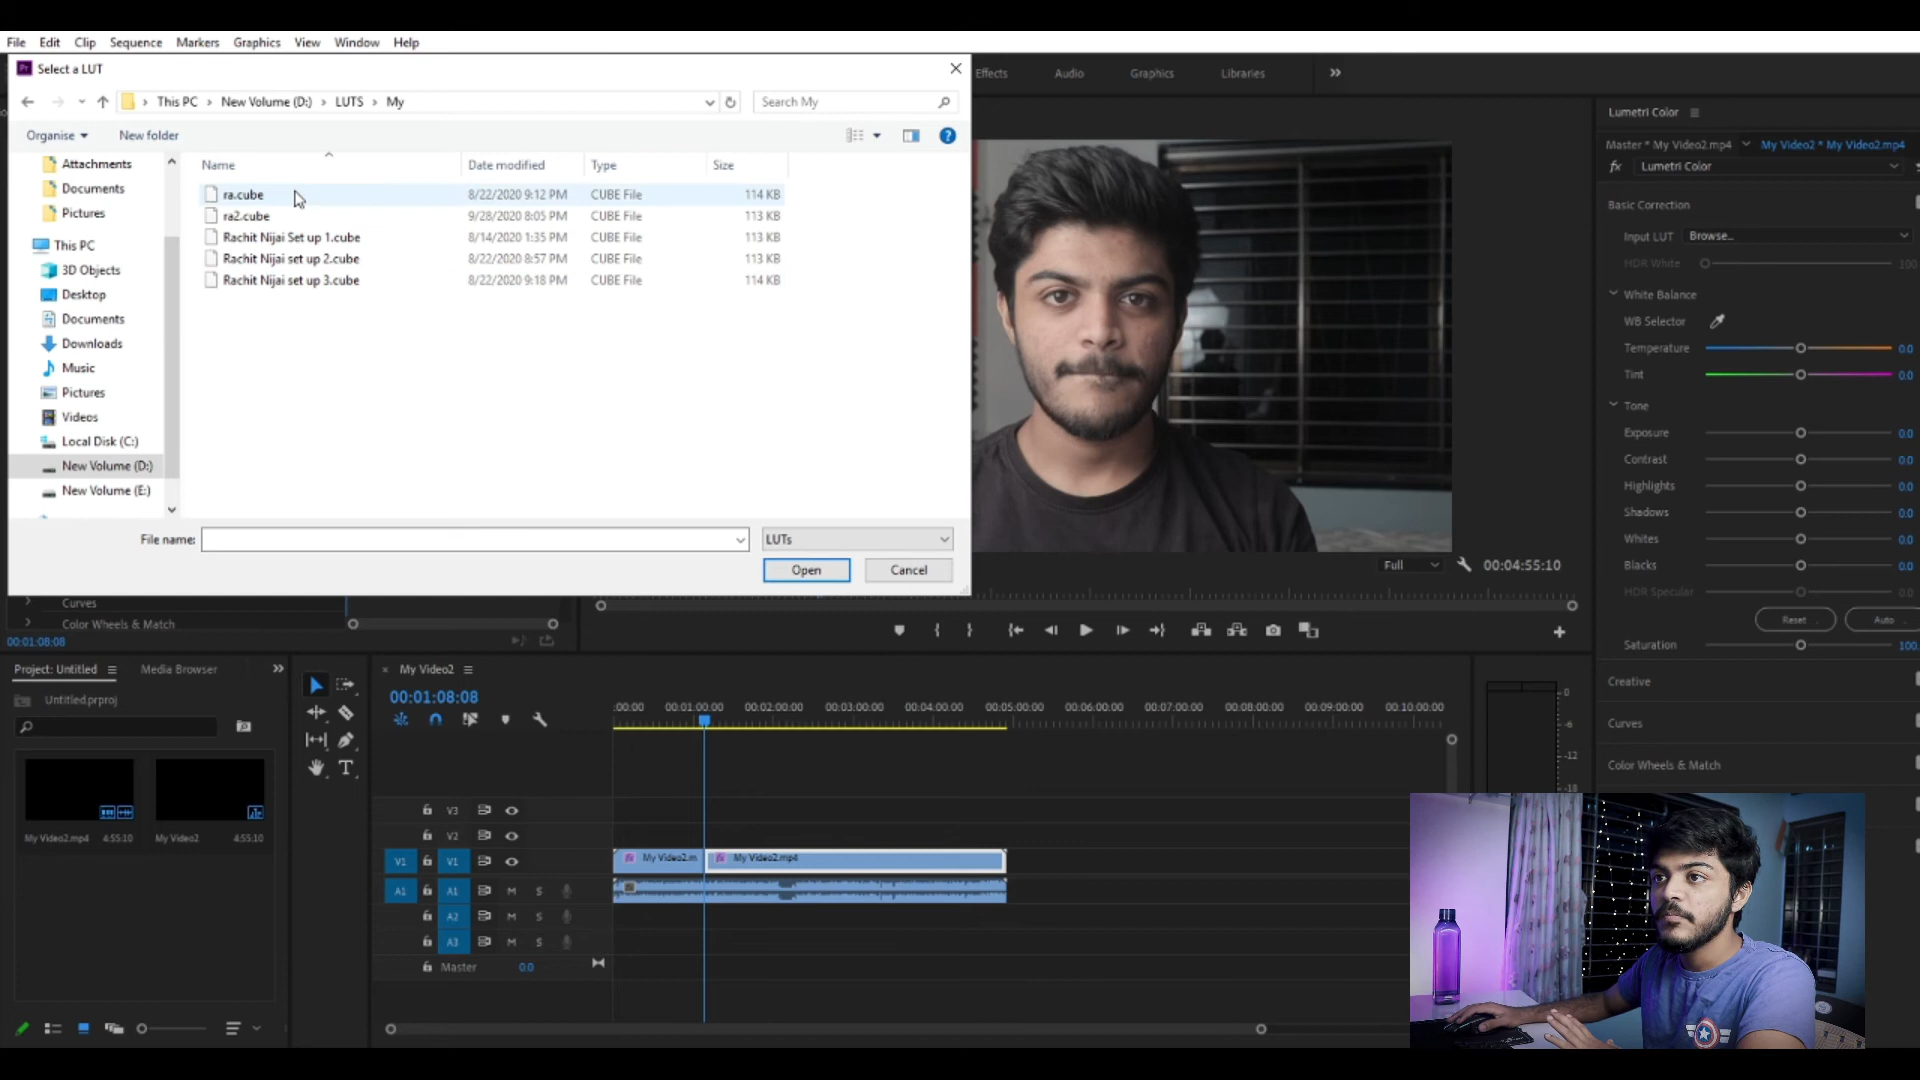 File Edit Clip Sequence Markers Graphics View Window Help
Select a LUT
This PC > New Volume (D:) > LUTS > My
Search My
Organise
New folder
Attachments
Documents
Pictures
This PC
3D Objects
Desktop
Documents
Downloads
Music
Pictures
Videos
Local Disk (C:)
New Volume (D:)
New Volume (E:)
Name Date modified Type Size
ra.cube 8/22/2020 9:12 PM CUBE File 114 KB
ra2.cube 9/28/2020 8:05 PM CUBE File 113 KB
Rachit Nijai Set up 1.cube 8/14/2020 1:35 PM CUBE File 113 KB
Rachit Nijai set up 2.cube 8/22/2020 8:57 PM CUBE File 113 KB
Rachit Nijai set up 3.cube 8/22/2020 9:18 PM CUBE File 114 KB
File name:
LUTs
Open
Cancel
Effects Audio Graphics Libraries
Full
00:04:55:10
Lumetri Color
Master * My Video2.mp4
My Video2 * My Video2.mp4
fx Lumetri Color
Basic Correction
Input LUT Browse...
HDR White 100
White Balance
WB Selector
Temperature 0.0
Tint 0.0
Tone
Exposure 0.0
Contrast 0.0
Highlights 0.0
Shadows 0.0
Whites 0.0
Blacks 0.0
HDR Specular 0.0
Reset Auto
Saturation 100.
Creative
Curves
Color Wheels & Match
Curves
Color Wheels & Match
00:01:08:08
Project: Untitled
Media Browser
Untitled.prproj
My Video2.mp4 4:55:10
My Video2 4:55:10
My Video2
00:01:08:08
:00:00 00:01:00:00 00:02:00:00 00:03:00:00 00:04:00:00 00:05:00:00 00:06:00:00 00:07:00:00 00:08:00:00 00:09:00:00 00:10:00:00
V3
V2
V1 V1
My Video2.m
My Video2.mp4
A1 A1 M S
A2 M S
A3 M S
Master 0.0
0
-6
-12
-18